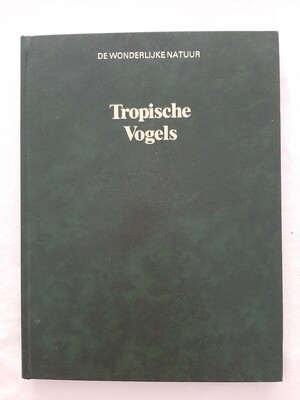 DE WONDERLIJKE NATUUR
Tropische
Vogels